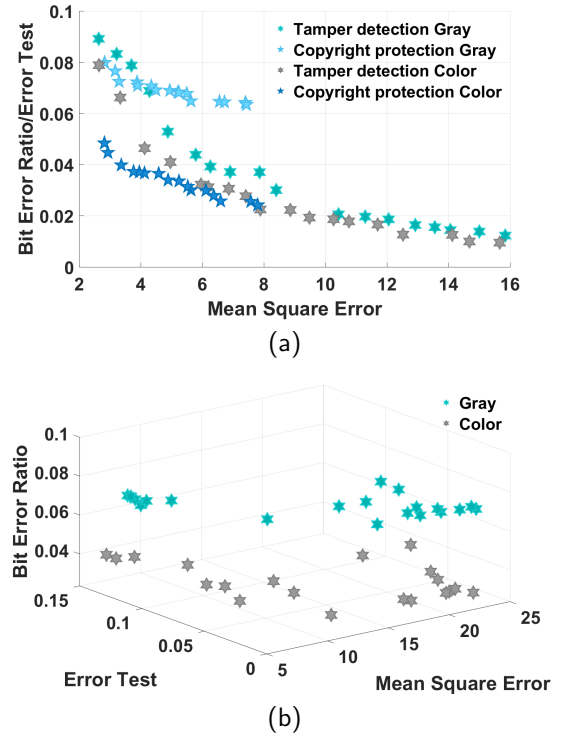 0.1
0.08
0.06
0.04
0.02
0
Bit Error Ratio/Error Test
Tamper detection Gray
Copyright protection Gray
Tamper detection Color
Copyright protection Color
2 4 6 8 10 12 14 16
Mean Square Error
(a)
0.1
0.08
0.06
0.04
Bit Error Ratio
Gray
Color
0.15
0.1
0.05
0
5
10
15
20
25
Error Test
Mean Square Error
(b)